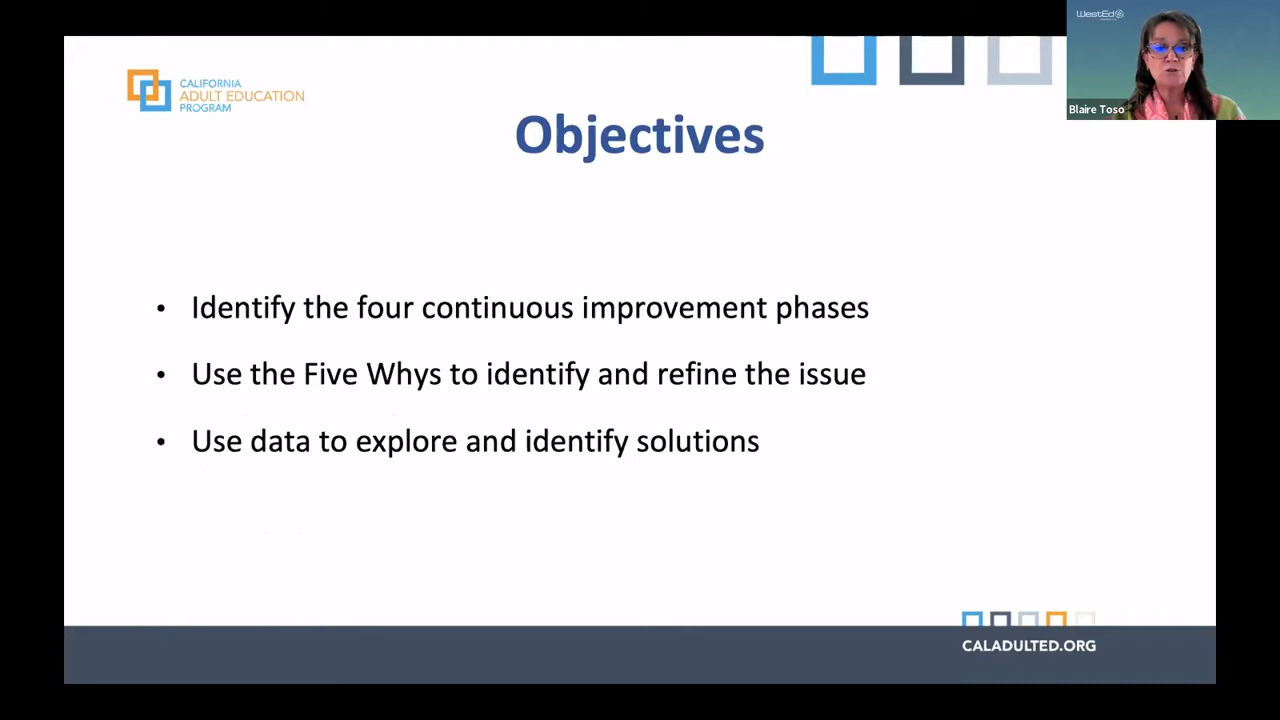 WestEd
Blaire Toso
CALIFORNIA
ADULT EDUCATION
PROGRAM
Objectives
• Identify the four continuous improvement phases
• Use the Five Whys to identify and refine the issue
• Use data to explore and identify solutions
CALADULTED.ORG